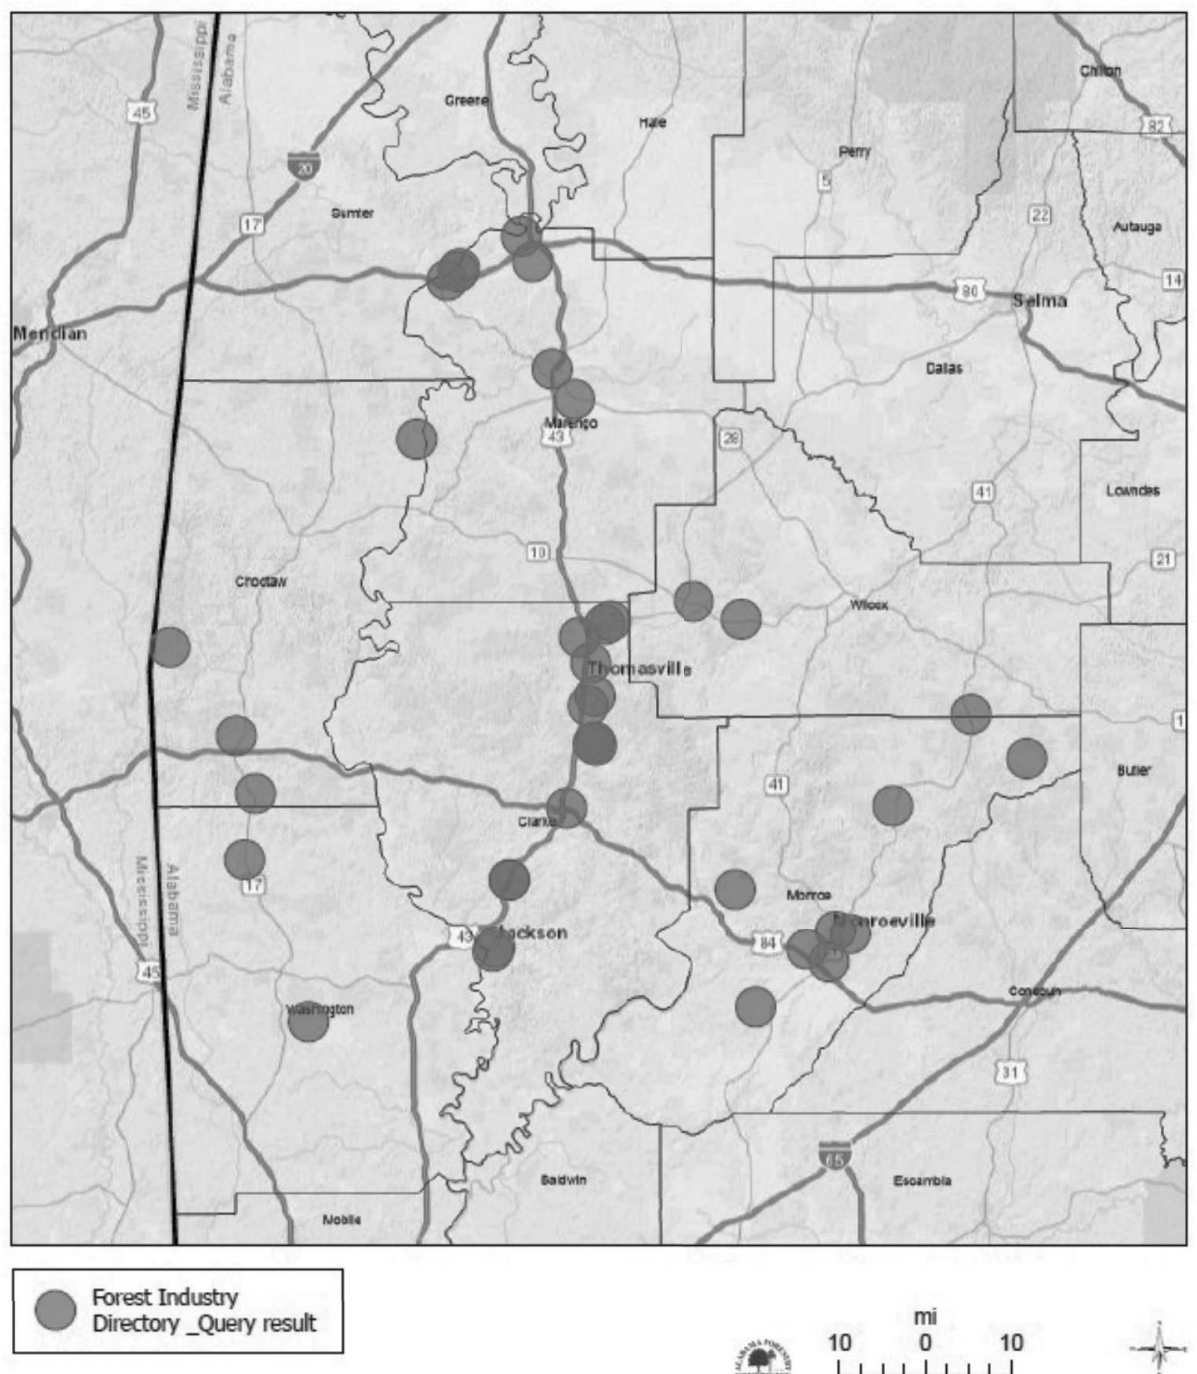 Mississippi
Alabama
Greene
Hale
Chilton
45
82
20
Perry
5
Sumter
17
22
Autauga
14
80
Selma
Meridian
Dallas
Marengo
43
28
41
Lowndes
10
21
Choctaw
Wilcox
Thomasville
1
41
Butler
Clarke
Mississippi
Alabama
17
Monroe
Monroeville
43
Jackson
84
45
Conecuh
Washington
31
65
Baldwin
Escambia
Mobile
Forest Industry
Directory _Query result
mi
10 0 10
ALABAMA FORESTRY